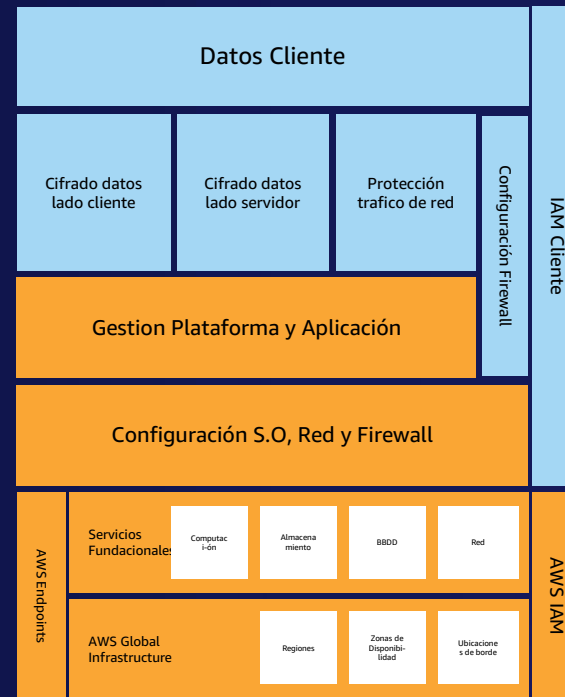 Datos Cliente
Cifrado datos
lado cliente
Cifrado datos
lado servidor
Protección
trafico de red
Configuración Firewall
IAM Cliente
Gestion Plataforma y Aplicación
Configuración S.O, Red y Firewall
AWS Endpoints
Servicios
Fundacionales
Computac
i-ón
Almacena
miento
BBDD
Red
AWS IAM
AWS Global
Infrastructure
Regiones
Zonas de
Disponibi-
lidad
Ubicacione
s de borde